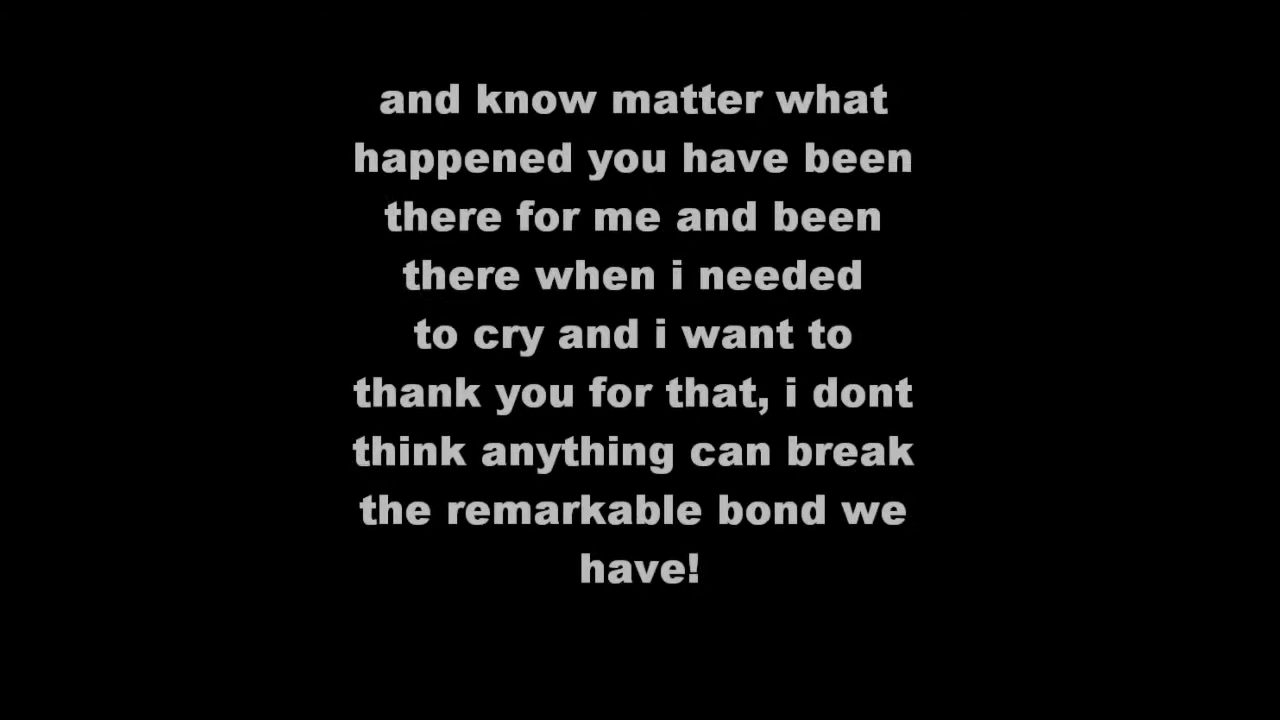 and know matter what
happened you have been
there for me and been
there when i needed
to cry and i want to
thank you for that, i dont
think anything can break
the remarkable bond we
have!